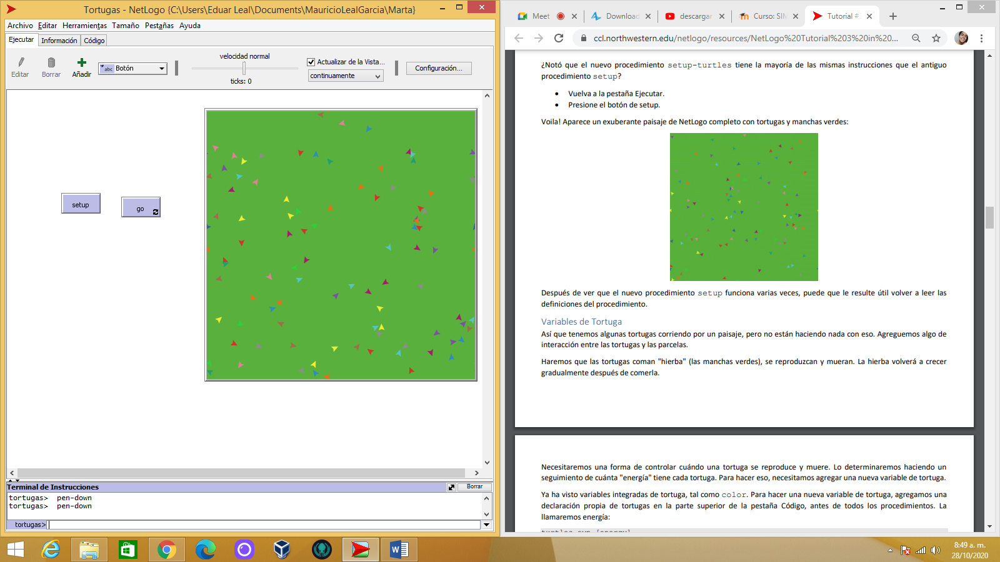 Tortugas - NetLogo {C:\Users\Eduar Leal\Documents\MauricioLealGarcia\Marta}
Archivo Editar Herramientas Tamaño Pestañas Ayuda
Ejecutar Información Código
Editar Borrar Añadir
abc Botón
velocidad normal
ticks: 0
Actualizar de la Vista...
continuamente
Configuración...
setup
go
Terminal de Instrucciones
Borrar
tortugas> pen-down
tortugas> pen-down
tortugas>
Meet
Download
descargar
Curso: SIM
Tutorial #
ccl.northwestern.edu/netlogo/resources/NetLogo%20Tutorial%203%20in%20...
¿Notó que el nuevo procedimiento setup-turtles tiene la mayoría de las mismas instrucciones que el antiguo
procedimiento setup?
• Vuelva a la pestaña Ejecutar.
• Presione el botón de setup.
Voila! Aparece un exuberante paisaje de NetLogo completo con tortugas y manchas verdes:
Después de ver que el nuevo procedimiento setup funciona varias veces, puede que le resulte útil volver a leer las
definiciones del procedimiento.
Variables de Tortuga
Así que tenemos algunas tortugas corriendo por un paisaje, pero no están haciendo nada con eso. Agreguemos algo de
interacción entre las tortugas y las parcelas.
Haremos que las tortugas coman "hierba" (las manchas verdes), se reproduzcan y mueran. La hierba volverá a crecer
gradualmente después de comerla.
Necesitaremos una forma de controlar cuándo una tortuga se reproduce y muere. Lo determinaremos haciendo un
seguimiento de cuánta "energía" tiene cada tortuga. Para hacer eso, necesitamos agregar una nueva variable de tortuga.
Ya ha visto variables integradas de tortuga, tal como color. Para hacer una nueva variable de tortuga, agregamos una
declaración propia de tortugas en la parte superior de la pestaña Código, antes de todos los procedimientos. La
llamaremos energía:
8:49 a. m.
28/10/2020